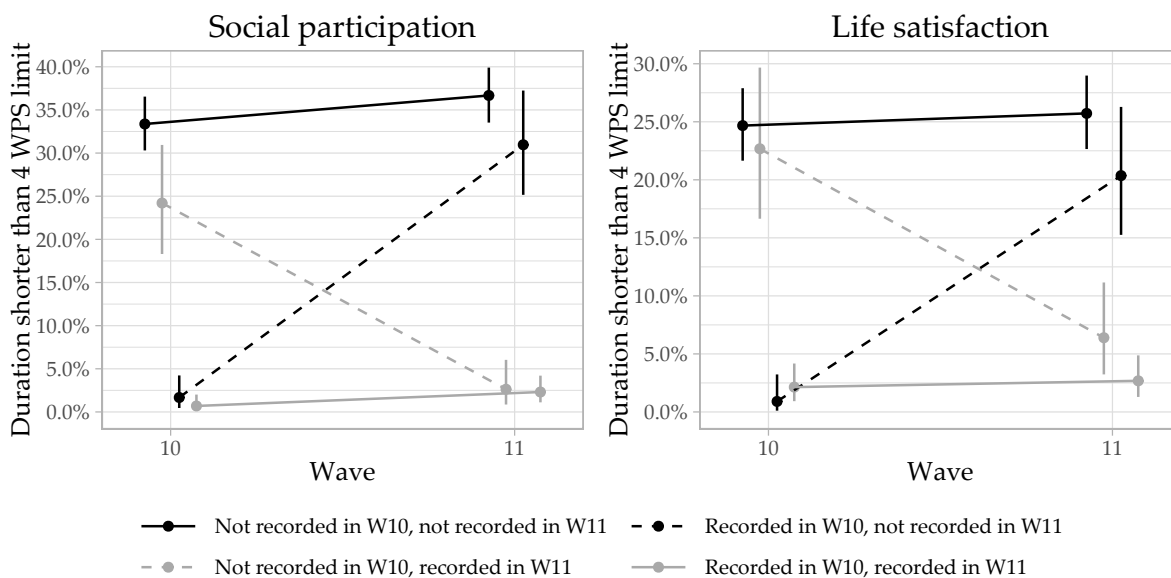 Social participation
Life satisfaction
Duration shorter than 4 WPS limit
40.0%
35.0%
30.0%
25.0%
20.0%
15.0%
10.0%
5.0%
0.0%
10
11
Wave
Duration shorter than 4 WPS limit
30.0%
25.0%
20.0%
15.0%
10.0%
5.0%
0.0%
10
11
Wave
Not recorded in W10, not recorded in W11
Recorded in W10, not recorded in W11
Not recorded in W10, recorded in W11
Recorded in W10, recorded in W11